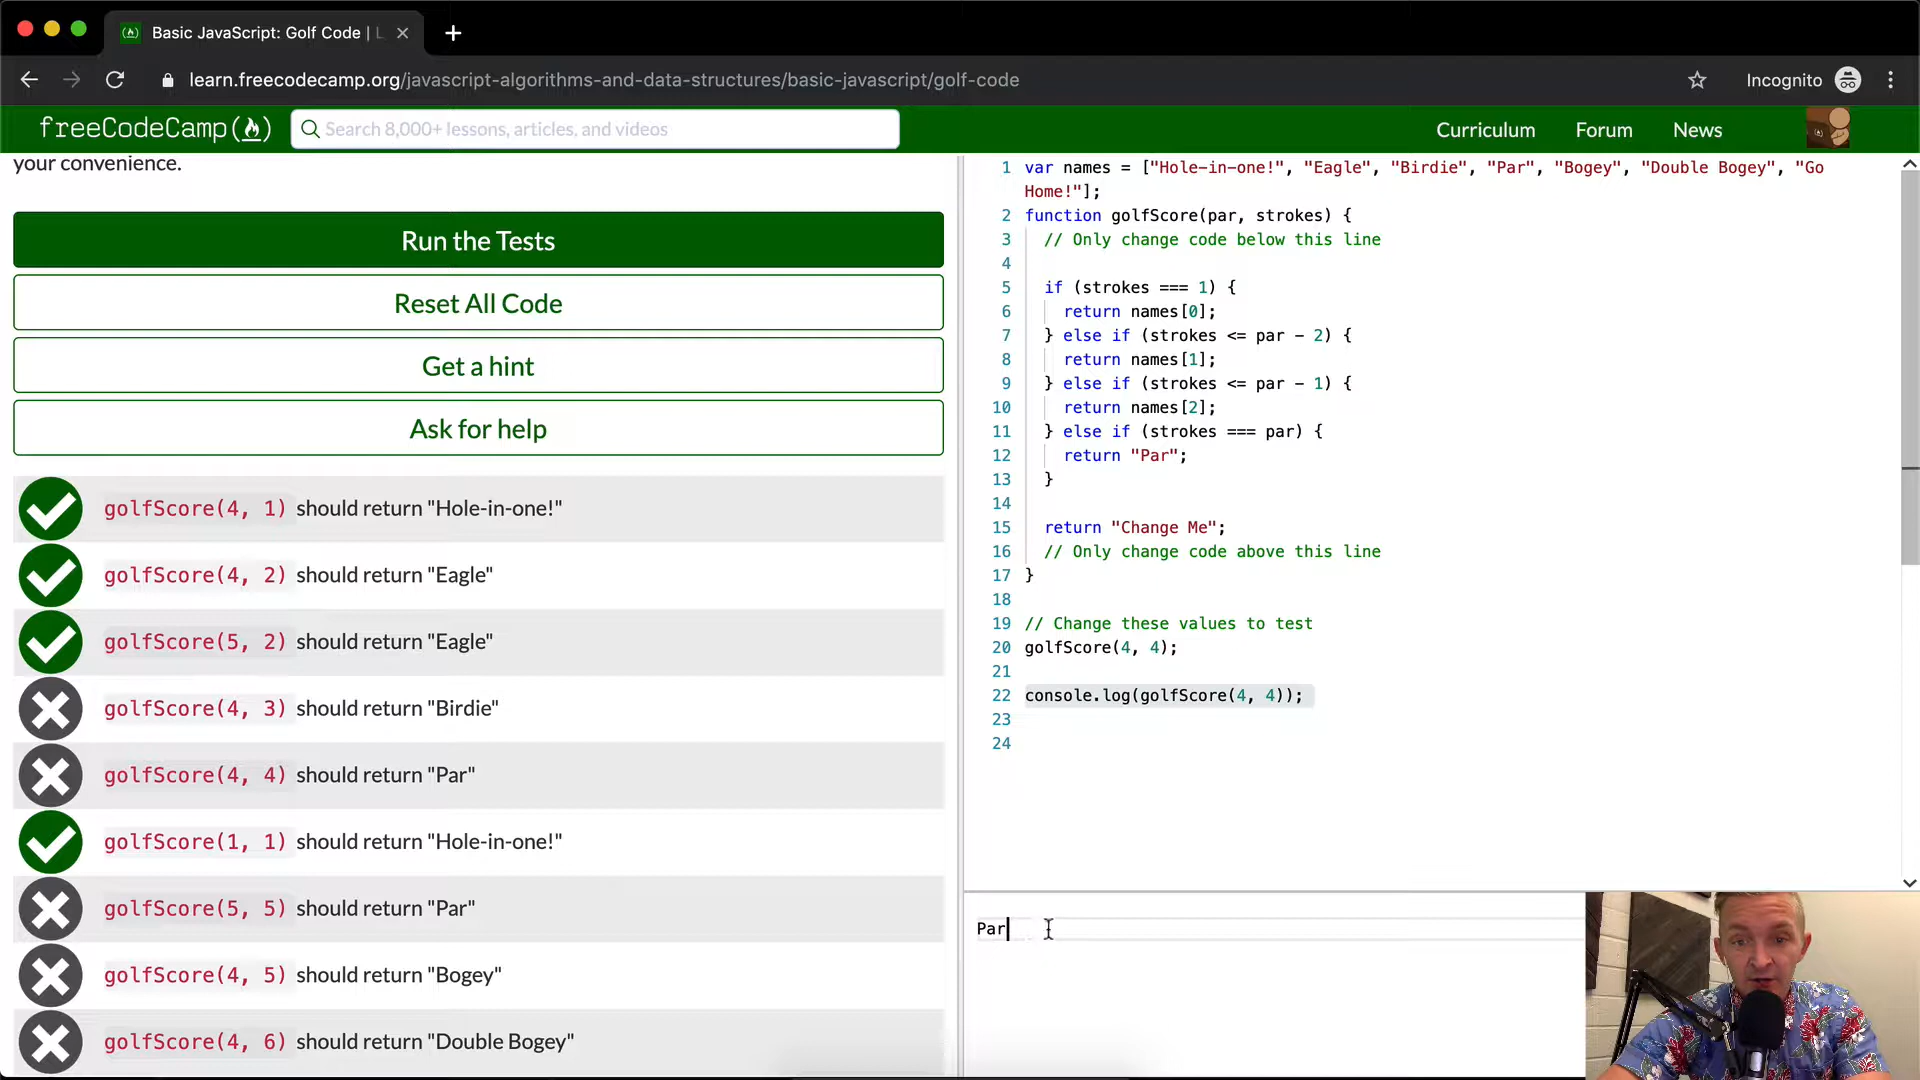 Basic JavaScript: Golf Code | L
learn.freecodecamp.org/javascript-algorithms-and-data-structures/basic-javascript/golf-code
Incognito
freeCodeCamp
Search 8,000+ lessons, articles, and videos
Curriculum
Forum
News
your convenience.
Run the Tests
Reset All Code
Get a hint
Ask for help
golfScore(4, 1) should return "Hole-in-one!"
golfScore(4, 2) should return "Eagle"
golfScore(5, 2) should return "Eagle"
golfScore(4, 3) should return "Birdie"
golfScore(4, 4) should return "Par"
golfScore(1, 1) should return "Hole-in-one!"
golfScore(5, 5) should return "Par"
golfScore(4, 5) should return "Bogey"
golfScore(4, 6) should return "Double Bogey"
1 var names = ["Hole-in-one!", "Eagle", "Birdie", "Par", "Bogey", "Double Bogey", "Go
Home!"];
2 function golfScore(par, strokes) {
3 // Only change code below this line
4
5 if (strokes === 1) {
6 return names[0];
7 } else if (strokes <= par - 2) {
8 return names[1];
9 } else if (strokes <= par - 1) {
10 return names[2];
11 } else if (strokes === par) {
12 return "Par";
13 }
14
15 return "Change Me";
16 // Only change code above this line
17 }
18
19 // Change these values to test
20 golfScore(4, 4);
21
22 console.log(golfScore(4, 4));
23
24
Par